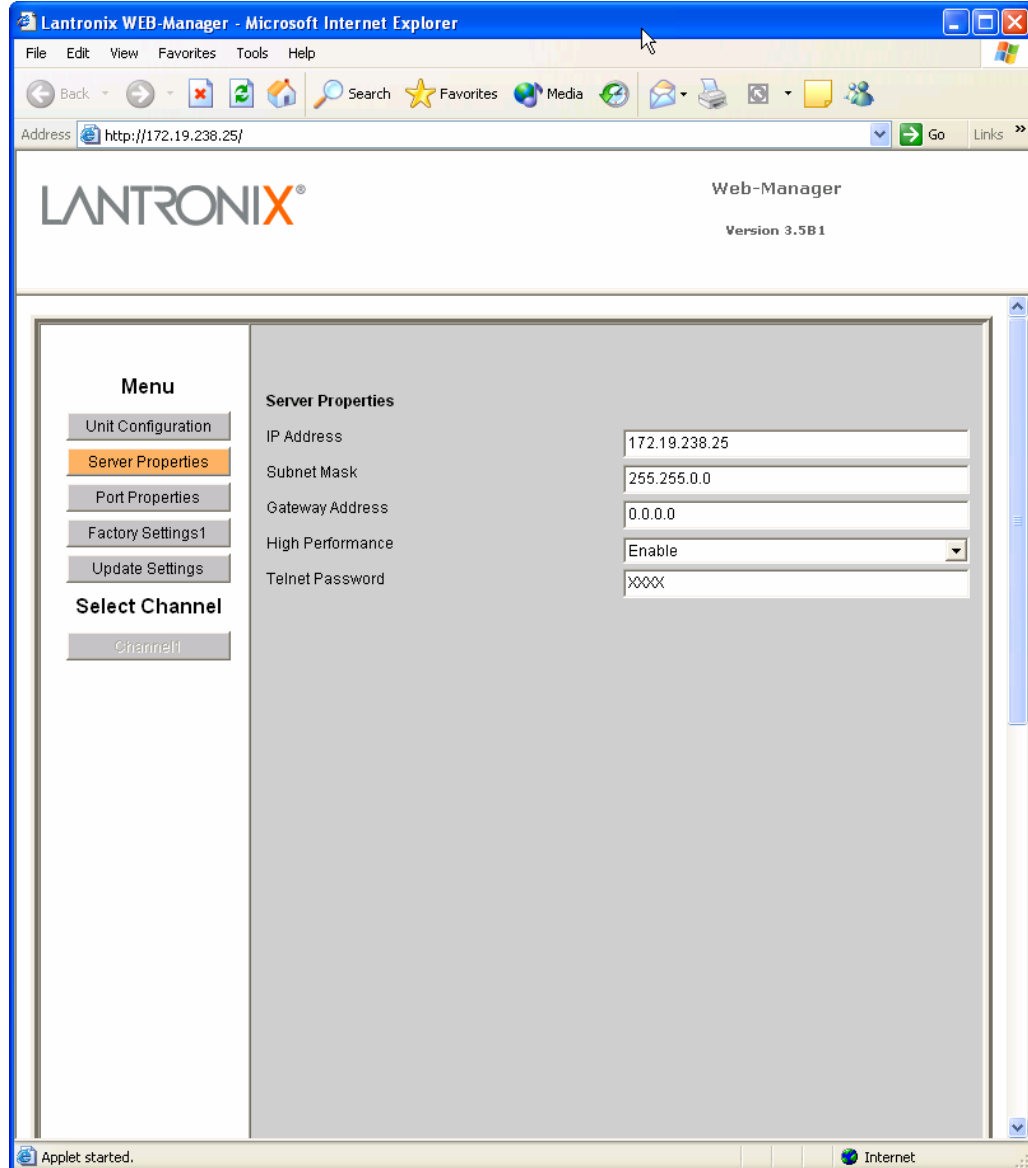 Lantronix WEB-Manager - Microsoft Internet Explorer
File Edit View Favorites Tools Help
Back Search Favorites Media
Address http://172.19.238.25/ Go Links »
LANTRONIX®
Web-Manager
Version 3.5B1
Menu
Unit Configuration
Server Properties
Port Properties
Factory Settings1
Update Settings
Select Channel
Channel1
Server Properties
IP Address 172.19.238.25
Subnet Mask 255.255.0.0
Gateway Address 0.0.0.0
High Performance Enable
Telnet Password XXXX
Applet started. Internet